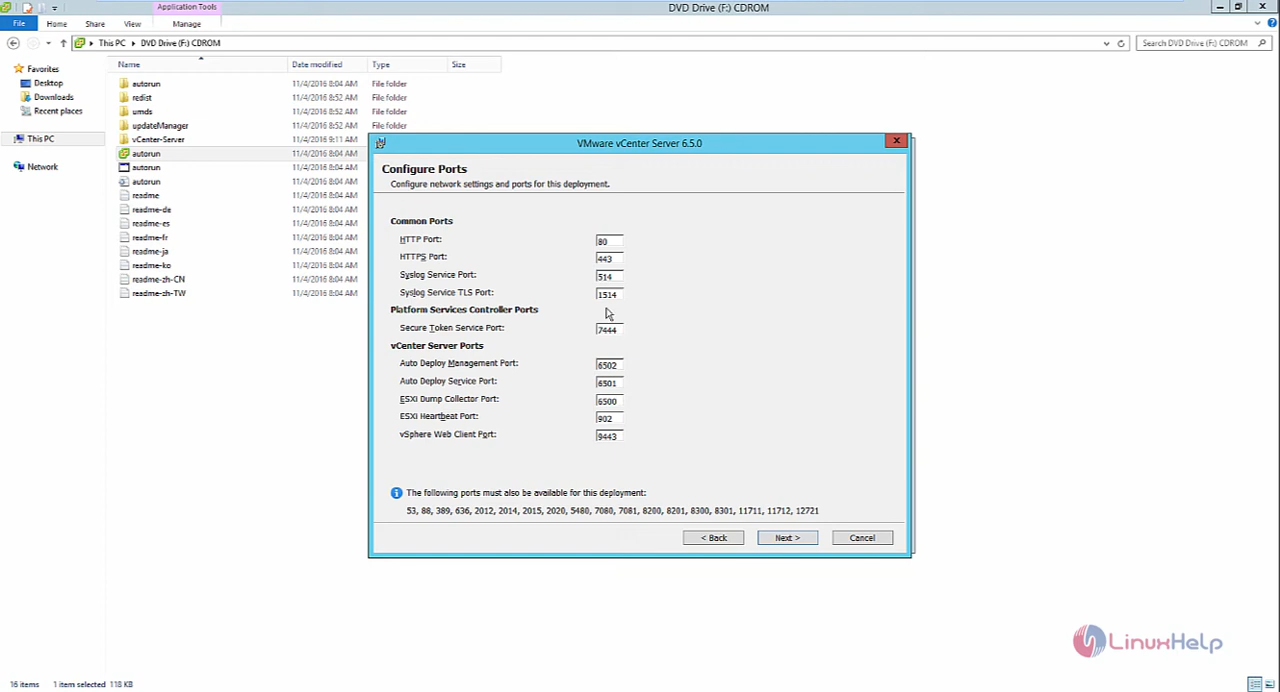 Application Tools
DVD Drive (F:) CDROM
File Home Share View Manage
This PC DVD Drive (F:) CDROM
Search DVD Drive (F:) CDROM
Name Date modified Type Size
Favorites
Desktop
Downloads
Recent places
This PC
Network
autorun 11/4/2016 8:04 AM File folder
redist 11/4/2016 8:52 AM File folder
umds 11/4/2016 8:52 AM File folder
updateManager 11/4/2016 8:52 AM File folder
vCenter-Server 11/4/2016 9:11 AM File folder
autorun 11/4/2016 8:04 AM
autorun 11/4/2016 8:04 AM
autorun 11/4/2016 8:04 AM
readme 11/4/2016 8:04 AM
readme-de 11/4/2016 8:04 AM
readme-es 11/4/2016 8:04 AM
readme-fr 11/4/2016 8:04 AM
readme-ja 11/4/2016 8:04 AM
readme-ko 11/4/2016 8:04 AM
readme-zh-CN 11/4/2016 8:04 AM
readme-zh-TW 11/4/2016 8:04 AM
VMware vCenter Server 6.5.0
Configure Ports
Configure network settings and ports for this deployment.
Common Ports
HTTP Port: 80
HTTPS Port: 443
Syslog Service Port: 514
Syslog Service TLS Port: 1514
Platform Services Controller Ports
Secure Token Service Port: 7444
vCenter Server Ports
Auto Deploy Management Port: 6502
Auto Deploy Service Port: 6501
ESXi Dump Collector Port: 6500
ESXi Heartbeat Port: 902
vSphere Web Client Port: 9443
The following ports must also be available for this deployment:
53, 88, 389, 636, 2012, 2014, 2015, 2020, 5480, 7080, 7081, 8200, 8201, 8300, 8301, 11711, 11712, 12721
< Back Next > Cancel
LinuxHelp
16 items 1 item selected 118 KB